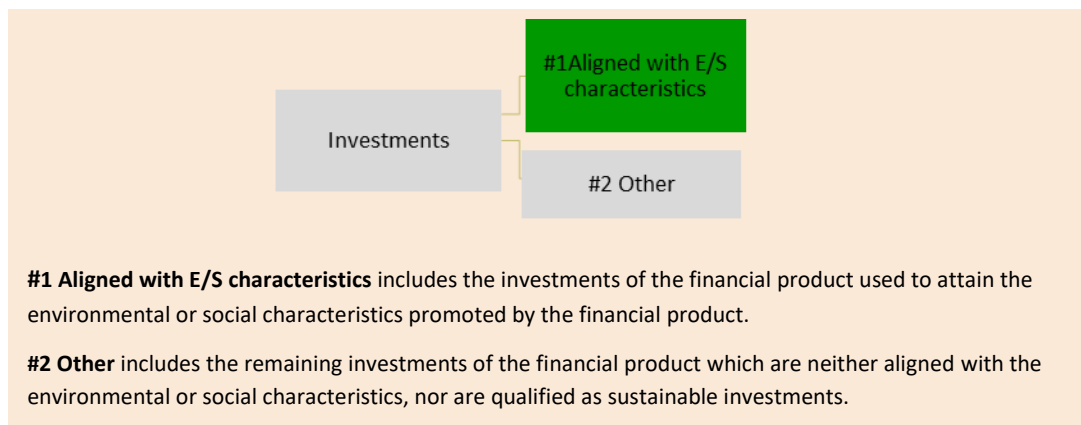 #1Aligned with E/S
characteristics
Investments
#2 Other
#1 Aligned with E/S characteristics includes the investments of the financial product used to attain the
environmental or social characteristics promoted by the financial product.
#2 Other includes the remaining investments of the financial product which are neither aligned with the
environmental or social characteristics, nor are qualified as sustainable investments.